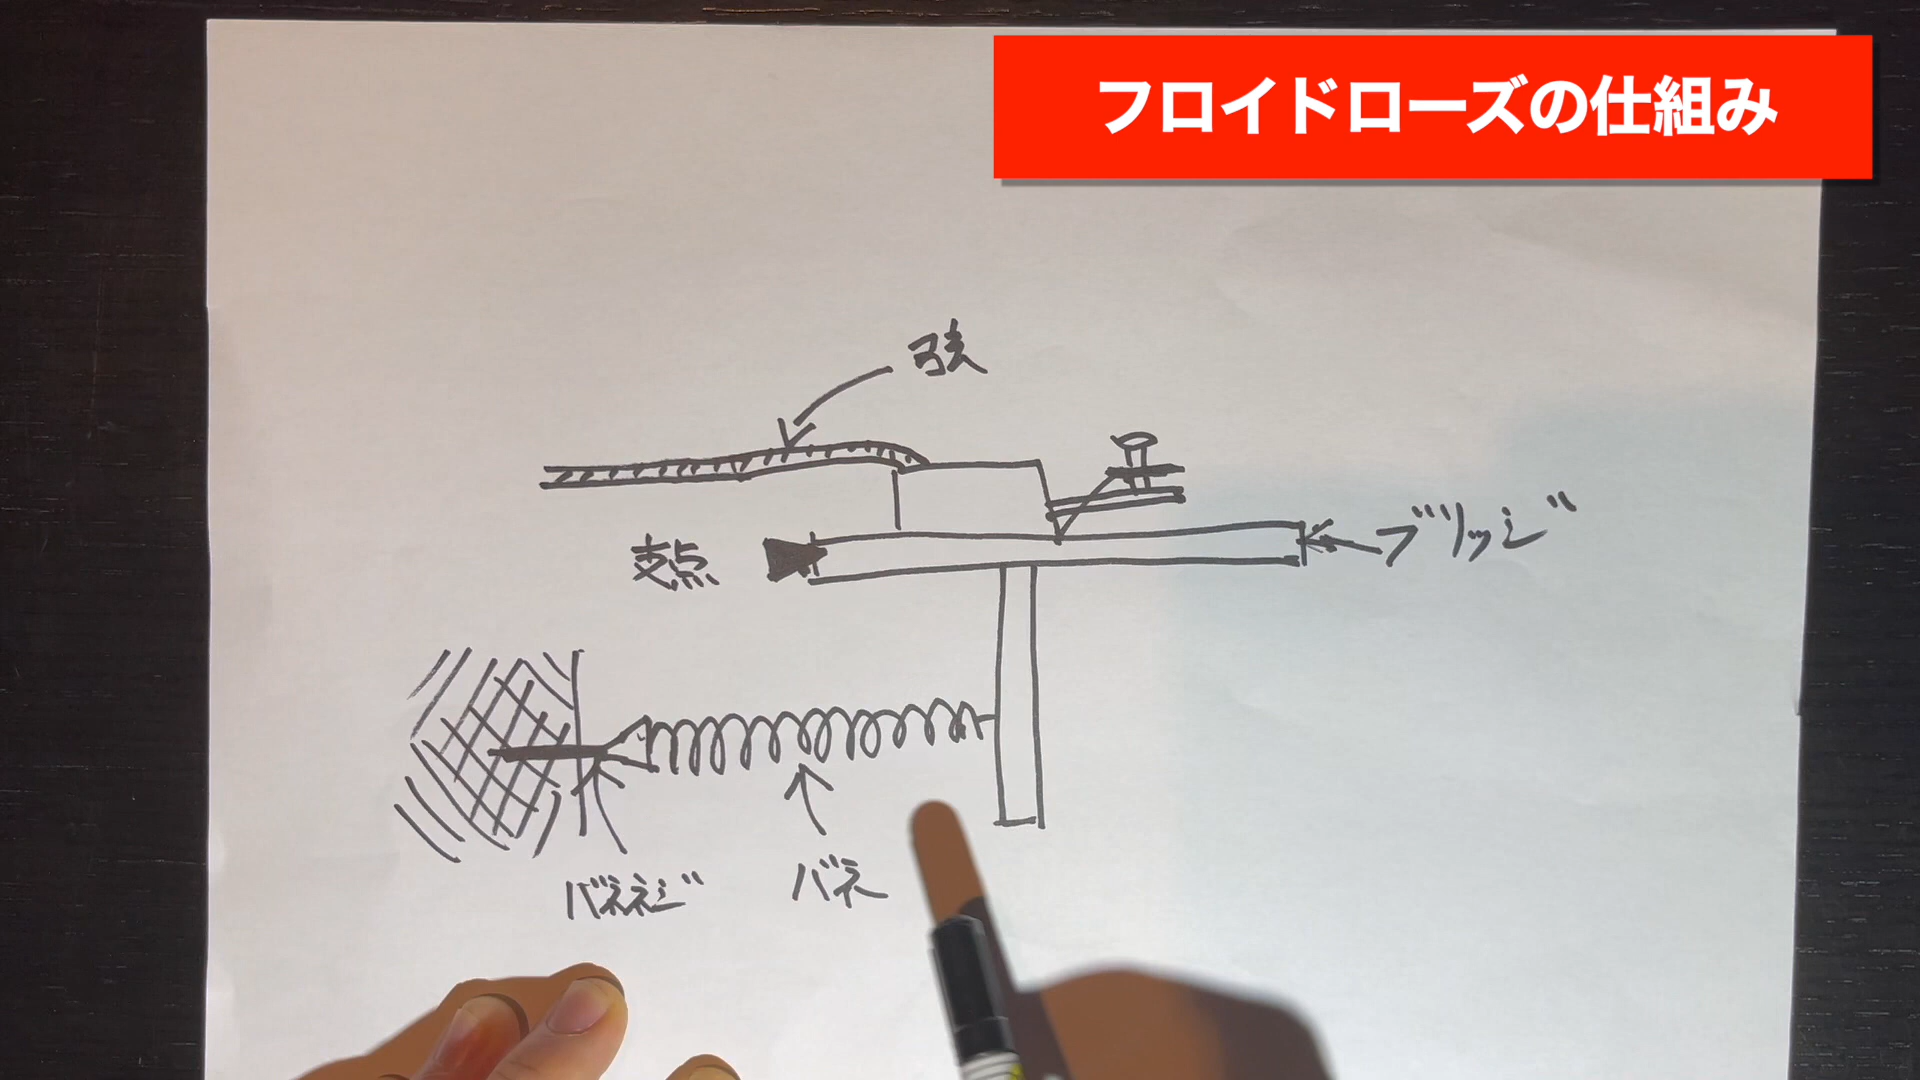 フロイドローズの仕組み
弦
支点
ブリッジ
バネネジ
バネ